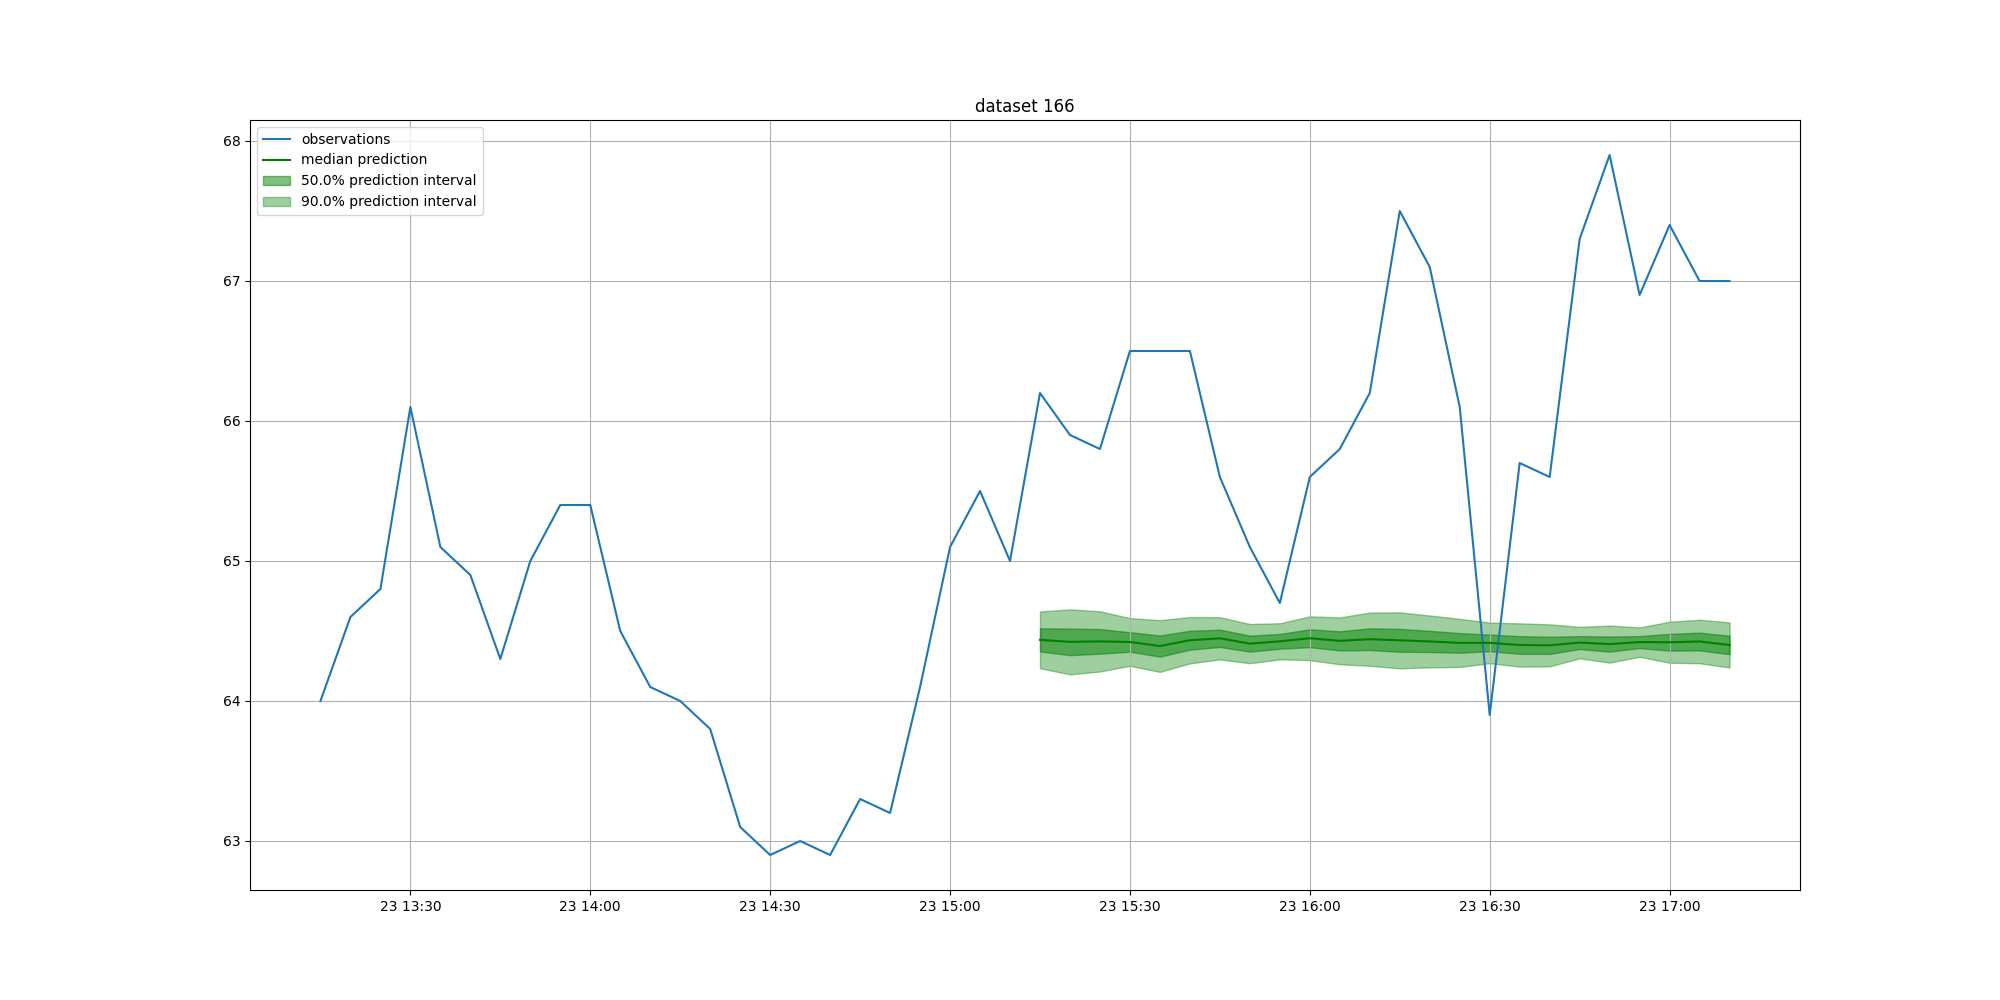 dataset 166
observations
median prediction
50.0% prediction interval
90.0% prediction interval
68
67
66
65
64
63
23 13:30 23 14:00 23 14:30 23 15:00 23 15:30 23 16:00 23 16:30 23 17:00